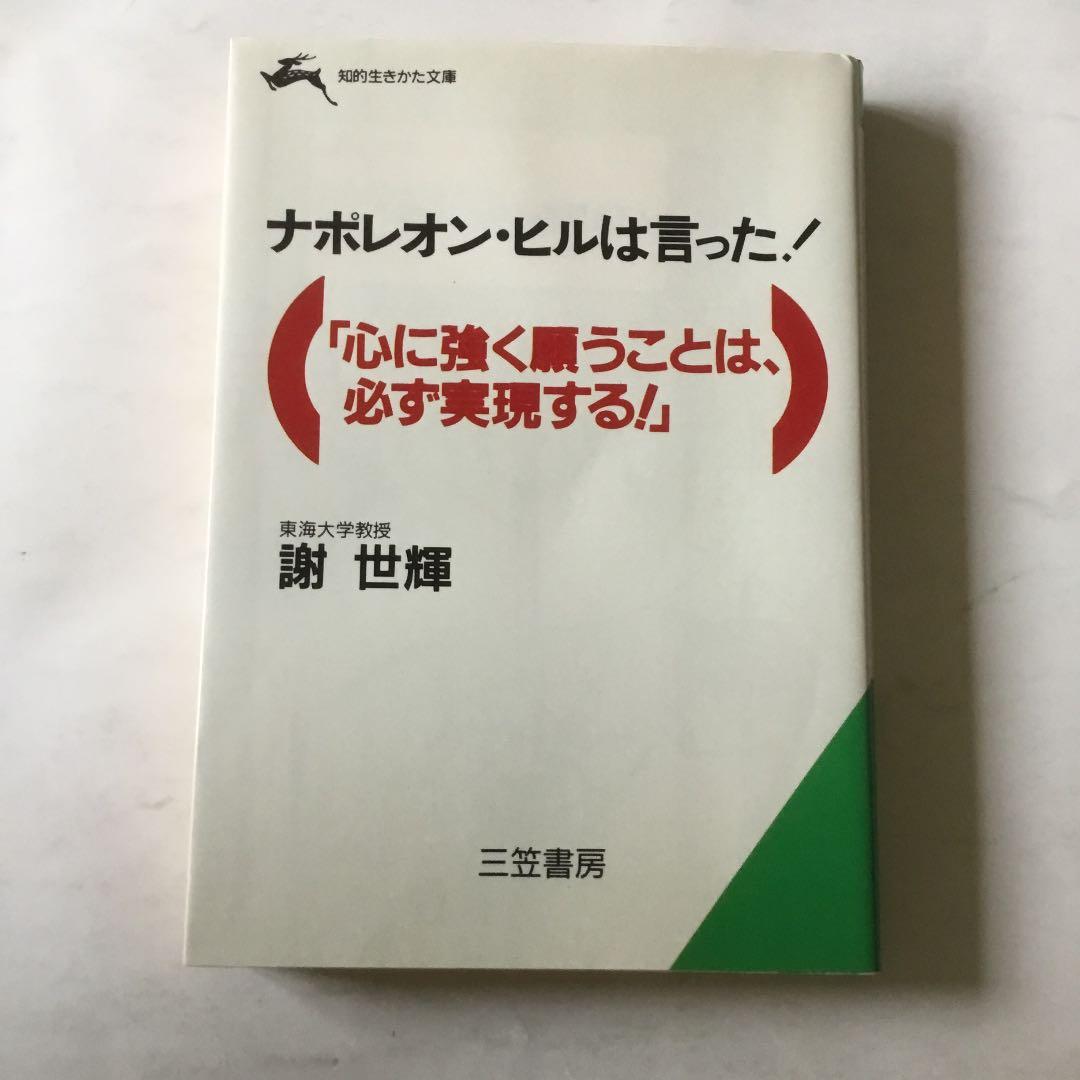 知的生きかた文庫
ナポレオン・ヒルは言った!
「心に強く願うことは、
必ず実現する!」
東海大学教授
謝 世輝
三笠書房